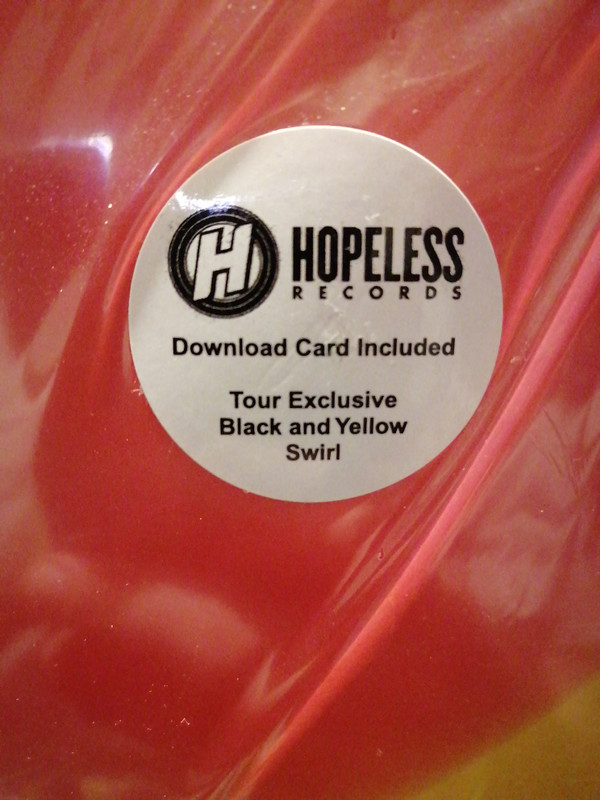 H HOPELESS
RECORDS
Download Card Included
Tour Exclusive
Black and Yellow
Swirl